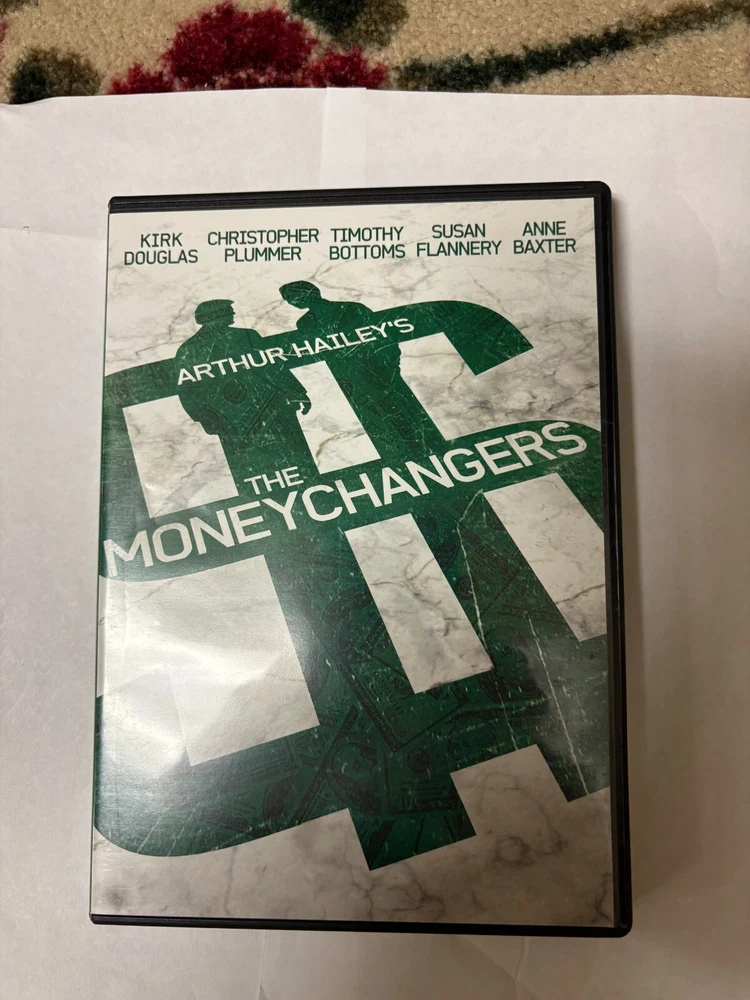 KIRK DOUGLAS
CHRISTOPHER PLUMMER
TIMOTHY BOTTOMS
SUSAN FLANNERY
ANNE BAXTER
ARTHUR HAILEY'S
THE
MONEYCHANGERS